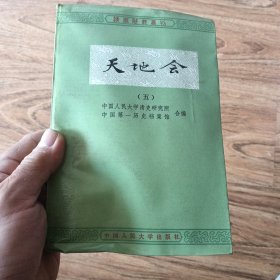 清史资料丛刊
天地会
（五）
中国人民大学清史研究所
中国第一历史档案馆 合编
中国人民大学出版社